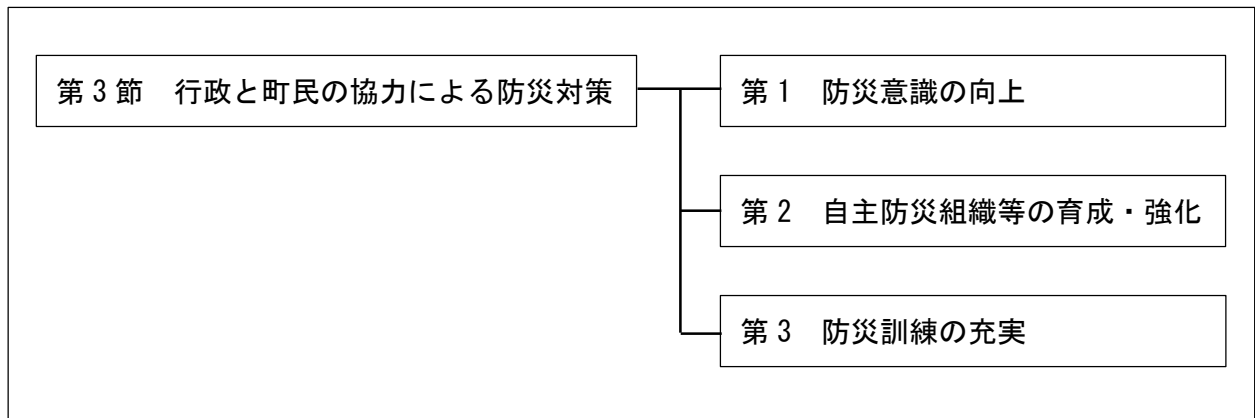 第3節　行政と町民の協力による防災対策
第1　防災意識の向上
第2　自主防災組織等の育成・強化
第3　防災訓練の充実